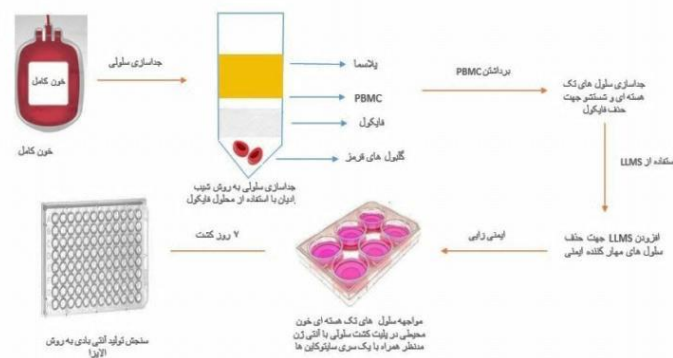 خون کامل
خون کامل
جداسازی سلولی
پلاسما
PBMC
فایکول
گلبول های قرمز
جداسازی سلولی به روش شیب
ادیان با استفاده از محلول فایکول
برداشتن PBMC
جداسازی سلول های تک
هسته ای و شستشو جهت
حذف فایکول
ستفاده از LLMS
افزودن LLMS جهت حذف
سلول های مهار کننده ایمنی
ایمنی زایی
مواجهه سلول های تک هسته ای خون
محیطی در پلیت کشت سلولی با آنتی ژن
مدنظر همراه با یک سری سایتوکاین ها
۷ روز کشت
سنجش تولید آنتی بادی به روش
الایزا